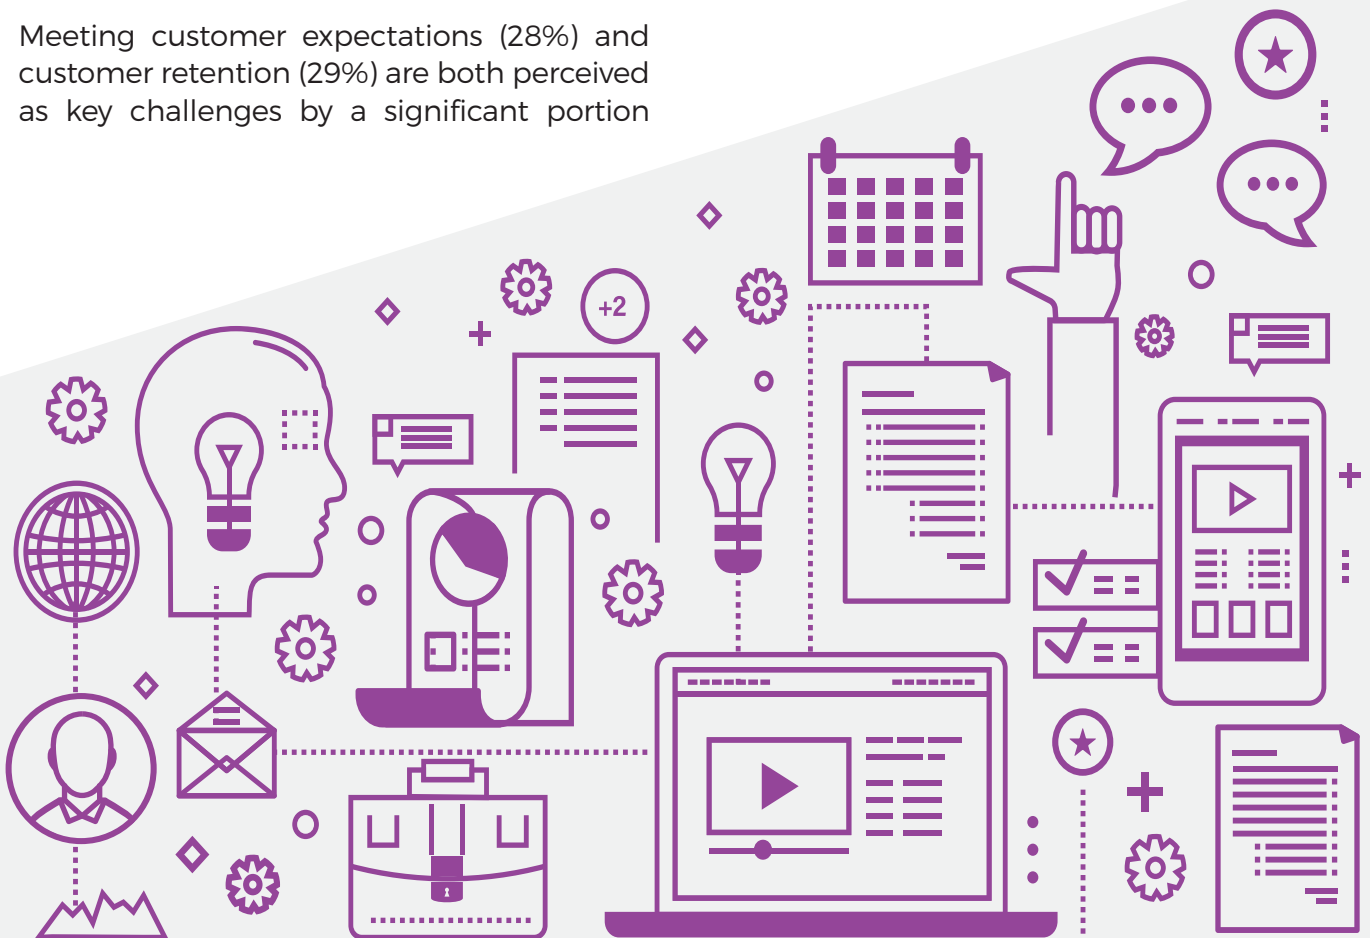 Meeting customer expectations (28%) and
customer retention (29%) are both perceived
as key challenges by a significant portion
+2